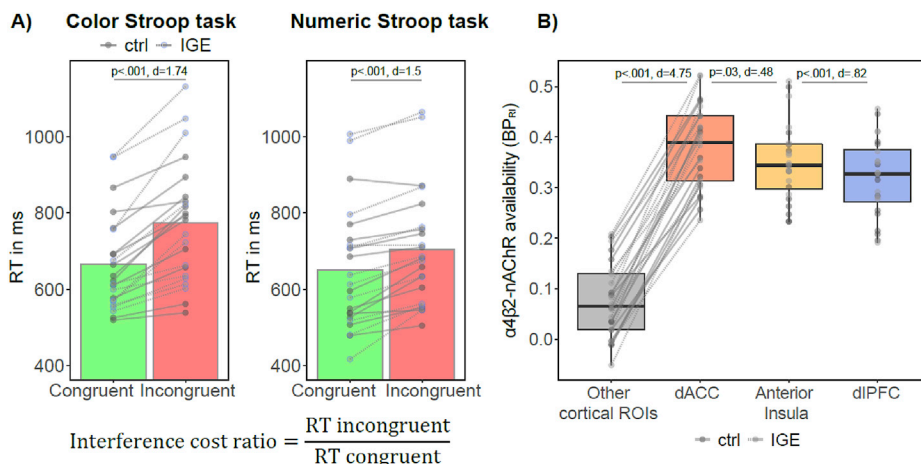 A) Color Stroop task Numeric Stroop task B)
ctrl IGE
p<.001, d=1.74 p<.001, d=1.5 p<.001, d=4.75 p=.03, d=.48 p<.001, d=.82
RT in ms
1000
800
600
400
Congruent Incongruent
RT in ms
1000
800
600
400
Congruent Incongruent
α4β2-nAChR availability (BPRI)
0.5
0.4
0.3
0.2
0.1
0.0
Other cortical ROIs
dACC
Anterior Insula
dlPFC
ctrl IGE
Interference cost ratio = RT incongruent / RT congruent